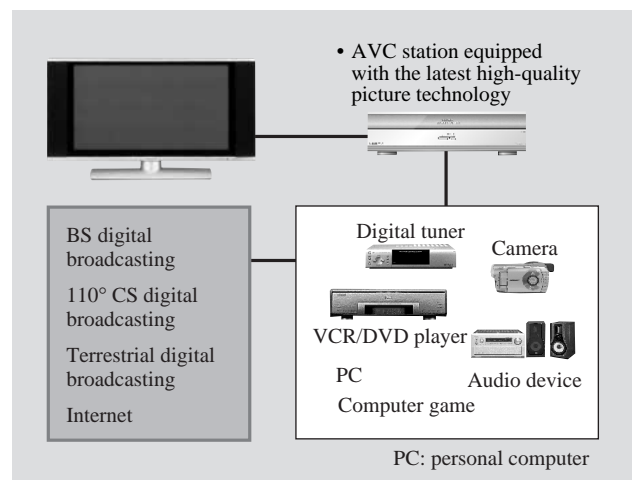 • AVC station equipped
with the latest high-quality
picture technology
BS digital
broadcasting
110° CS digital
broadcasting
Terrestrial digital
broadcasting
Internet
Digital tuner
Camera
VCR/DVD player
PC
Audio device
Computer game
PC: personal computer